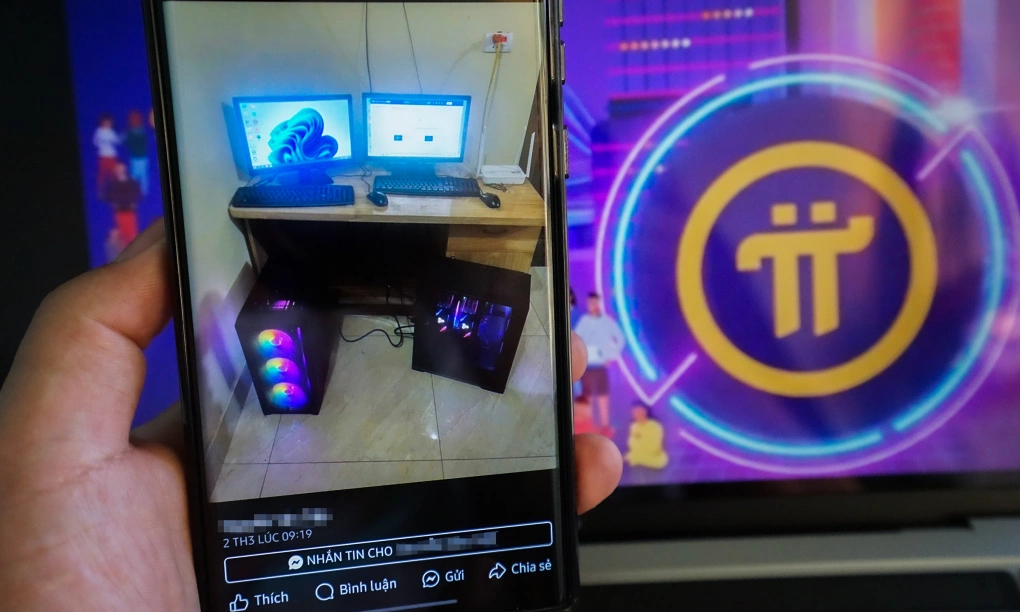 2 TH3 LÚC 09:19
NHẮN TIN CHO
Thích
Bình luận
Gửi
Chia sẻ